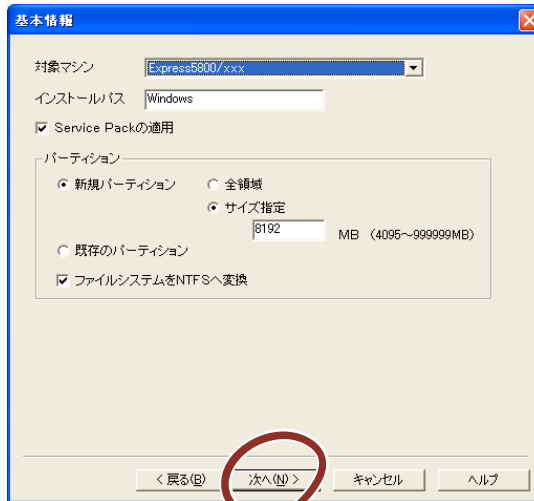 基本情報
対象マシン Express5800/xxx
インストールパス Windows
Service Packの適用
パーティション
新規パーティション 全領域
サイズ指定
8192 MB (4095～999999MB)
既存のパーティション
ファイルシステムをNTFSへ変換
< 戻る(B) 次へ(N) > キャンセル ヘルプ